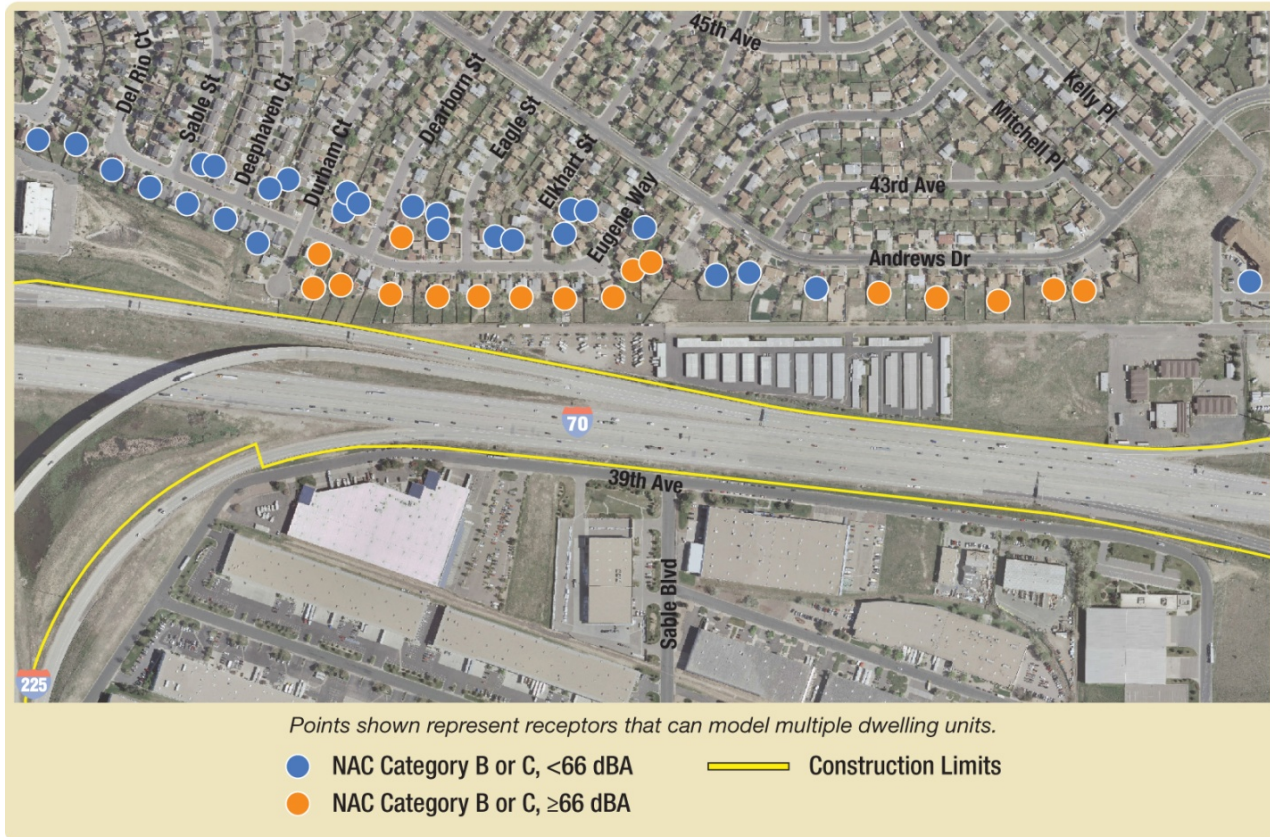 45th Ave
Del Rio Ct
Sable St
Deephaven Ct
Durham Ct
Dearborn St
Eagle St
Elkhart St
Eugene Way
Kelly Pl
Mitchell Pl
43rd Ave
Andrews Dr
70
39th Ave
Sable Blvd
225
Points shown represent receptors that can model multiple dwelling units.
NAC Category B or C, <66 dBA
Construction Limits
NAC Category B or C, ≥66 dBA